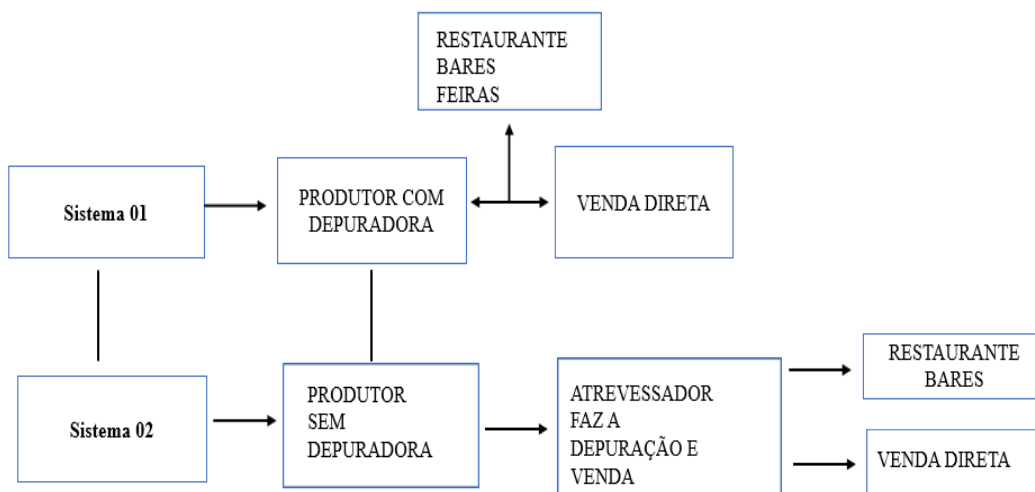 RESTAURANTE
BARES
FEIRAS
Sistema 01
PRODUTOR COM
DEPURADORA
VENDA DIRETA
Sistema 02
PRODUTOR
SEM
DEPURADORA
ATREVESSADOR
FAZ A
DEPURAÇÃO E
VENDA
RESTAURANTE
BARES
VENDA DIRETA